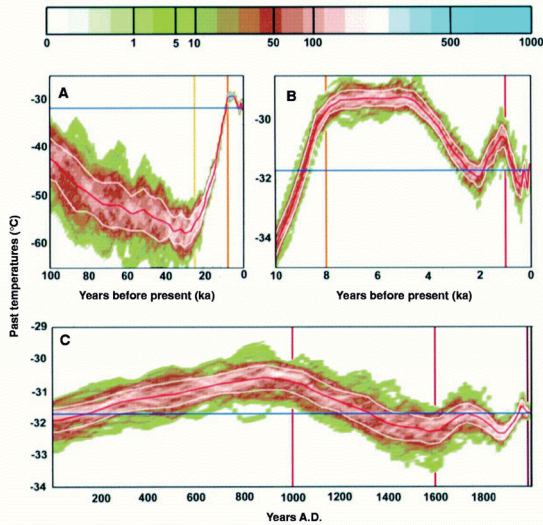 0 1 5 10 50 100 500 1000
A
-30
-40
-50
-60
100 80 60 40 20 0
Years before present (ka)
B
-30
-32
-34
10 8 6 4 2 0
Years before present (ka)
Past temperatures (°C)
C
-29
-30
-31
-32
-33
-34
200 400 600 800 1000 1200 1400 1600 1800
Years A.D.